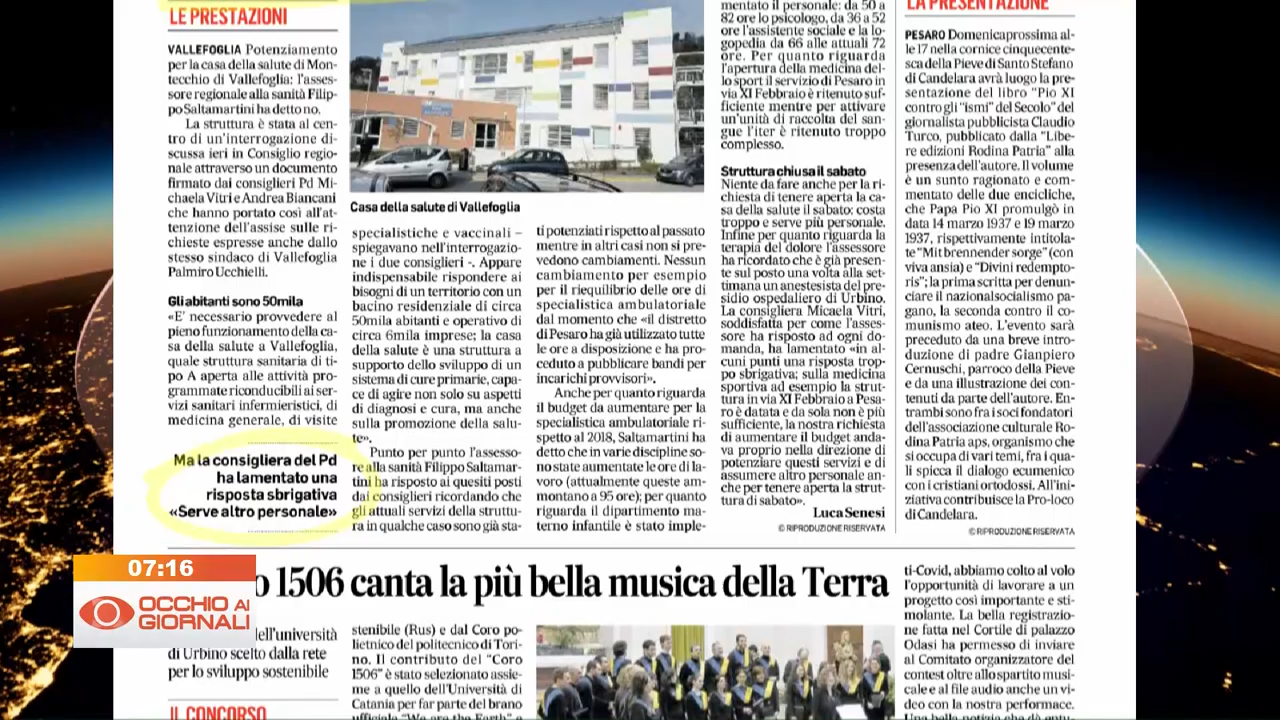 LE PRESTAZIONI
VALLEFOGLIA Potenziamento
per la casa della salute di Mon-
tecchio di Vallefoglia: l'asses-
sore regionale alla sanità Filip-
po Saltamartini ha detto no.
La struttura è stata al cen-
tro di un'interrogazione di-
scussa ieri in Consiglio regio-
nale attraverso un documento
firmato dai consiglieri Pd Mi-
chaela Vitri e Andrea Biancani
che hanno portato così all'at-
tenzione dell'assise sulle ri-
chieste espresse anche dallo
stesso sindaco di Vallefoglia
Palmiro Ucchielli.
Gli abitanti sono 50mila
«E' necessario provvedere al
pieno funzionamento della ca-
sa della salute a Vallefoglia,
quale struttura sanitaria di ti-
po A aperta alle attività pro-
grammate riconducibili ai ser-
vizi sanitari infermieristici, di
medicina generale, di visite
Ma la consigliera del Pd
ha lamentato una
risposta sbrigativa
«Serve altro personale»
Casa della salute di Vallefoglia
specialistiche e vaccinali –
spiegavano nell'interrogazio-
ne i due consiglieri -. Appare
indispensabile rispondere ai
bisogni di un territorio con un
bacino residenziale di circa
50mila abitanti e operativo di
circa 6mila imprese; la casa
della salute è una struttura a
supporto dello sviluppo di un
sistema di cure primarie, capa-
ce di agire non solo su aspetti
di diagnosi e cura, ma anche
sulla promozione della salu-
te».
Punto per punto l'assesso-
re alla sanità Filippo Saltamar-
tini ha risposto ai quesiti posti
dai consiglieri ricordando che
gli attuali servizi della struttu-
ra in qualche caso sono già sta-
ti potenziati rispetto al passato
mentre in altri casi non si pre-
vedono cambiamenti. Nessun
cambiamento per esempio
per il riequilibrio delle ore di
specialistica ambulatoriale
dal momento che «il distretto
di Pesaro ha già utilizzato tutte
le ore a disposizione e ha pro-
ceduto a pubblicare bandi per
incarichi provvisori».
Anche per quanto riguarda
il budget da aumentare per la
specialistica ambulatoriale ri-
spetto al 2018, Saltamartini ha
detto che in varie discipline so-
no state aumentate le ore di la-
voro (attualmente queste am-
montano a 95 ore); per quanto
riguarda il dipartimento ma-
terno infantile è stato imple-
mentato il personale: da 50 a
82 ore lo psicologo, da 36 a 52
ore l'assistente sociale e la lo-
gopedia da 66 alle attuali 72
ore. Per quanto riguarda
l'apertura della medicina del-
lo sport il servizio di Pesaro in
via XI Febbraio è ritenuto suf-
ficiente mentre per attivare
un'unità di raccolta del san-
gue l'iter è ritenuto troppo
complesso.
Struttura chiusa il sabato
Niente da fare anche per la ri-
chiesta di tenere aperta la ca-
sa della salute il sabato: costa
troppo e serve più personale.
Infine per quanto riguarda la
terapia del dolore l'assessore
ha ricordato che è già presen-
te sul posto una volta alla set-
timana un anestesista del pre-
sidio ospedaliero di Urbino.
La consigliera Micaela Vitri,
soddisfatta per come l'asses-
sore ha risposto ad ogni do-
manda, ha lamentato «in al-
cuni punti una risposta trop-
po sbrigativa; sulla medicina
sportiva ad esempio la strut-
tura in via XI Febbraio a Pesa-
ro è datata e da sola non è più
sufficiente, la nostra richiesta
di aumentare il budget anda-
va proprio nella direzione di
potenziare questi servizi e di
assumere altro personale an-
che per tenere aperta la strut-
tura di sabato».
Luca Senesi
© RIPRODUZIONE RISERVATA
LA PRESENTAZIONE
PESARO Domenica prossima al-
le 17 nella cornice cinquecente-
sca della Pieve di Santo Stefano
di Candelara avrà luogo la pre-
sentazione del libro "Pio XI
contro gli "ismi" del Secolo" del
giornalista pubblicista Claudio
Turco, pubblicato dalla "Libe-
re edizioni Rodina Patria" alla
presenza dell'autore. Il volume
è un sunto ragionato e com-
mentato delle due encicliche,
che Papa Pio XI promulgò in
data 14 marzo 1937 e 19 marzo
1937, rispettivamente intitola-
te "Mit brennender sorge" (con
viva ansia) e "Divini redempto-
ris"; la prima scritta per denun-
ciare il nazionalsocialismo pa-
gano, la seconda contro il co-
munismo ateo. L'evento sarà
preceduto da una breve intro-
duzione di padre Gianpiero
Cernuschi, parroco della Pieve
e da una illustrazione dei con-
tenuti da parte dell'autore. En-
trambi sono fra i soci fondatori
dell'associazione culturale Ro-
dina Patria aps, organismo che
si occupa di vari temi, fra i qua-
li spicca il dialogo ecumenico
con i cristiani ortodossi. All'ini-
ziativa contribuisce la Pro-loco
di Candelara.
© RIPRODUZIONE RISERVATA
o 1506 canta la più bella musica della Terra
07:16
OCCHIO AI
GIORNALI
dell'università
di Urbino scelto dalla rete
per lo sviluppo sostenibile
IL CONCORSO
stenibile (Rus) e dal Coro po-
lietnico del politecnico di Tori-
no. Il contributo del "Coro
1506" è stato selezionato assie-
me a quello dell'Università di
Catania per far parte del brano
ufficiale "We are the Earth" e
ti-Covid, abbiamo colto al volo
l'opportunità di lavorare a un
progetto così importante e sti-
molante. La bella registrazio-
ne fatta nel Cortile di palazzo
Odasi ha permesso di inviare
al Comitato organizzatore del
contest oltre allo spartito musi-
cale e al file audio anche un vi-
deo con la nostra performace.
Una bella notizia che dà